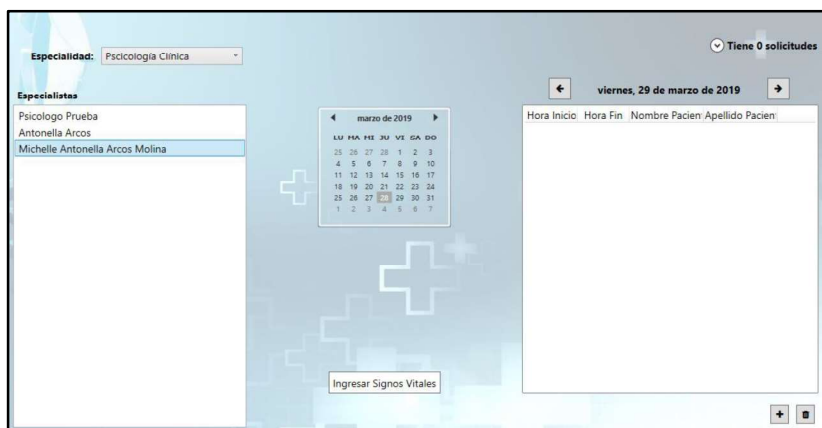 Especialidad: Pscicología Clínica
Tiene 0 solicitudes
viernes, 29 de marzo de 2019
Especialistas
Psicologo Prueba
Antonella Arcos
Michelle Antonella Arcos Molina
marzo de 2019
LU MA MI JU VI SA DO
25 26 27 28 1 2 3
4 5 6 7 8 9 10
11 12 13 14 15 16 17
18 19 20 21 22 23 24
25 26 27 28 29 30 31
1 2 3 4 5 6 7
Hora Inicio Hora Fin Nombre Pacien Apellido Pacien
Ingresar Signos Vitales